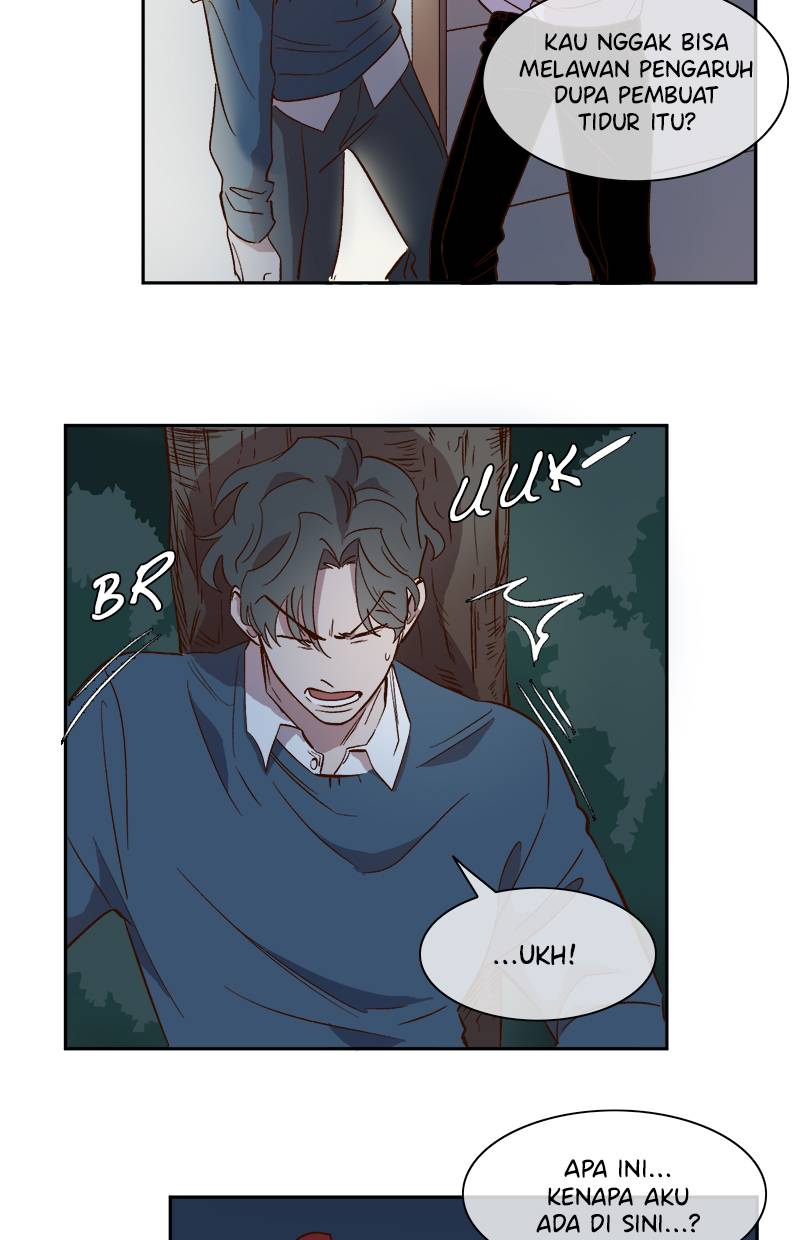 KAU NGGAK BISA
MELAWAN PENGARUH
DUPA PEMBUAT
TIDUR ITU?
UUK-
BR
...UKH!
APA INI...
KENAPA AKU
ADA DI SINI...?